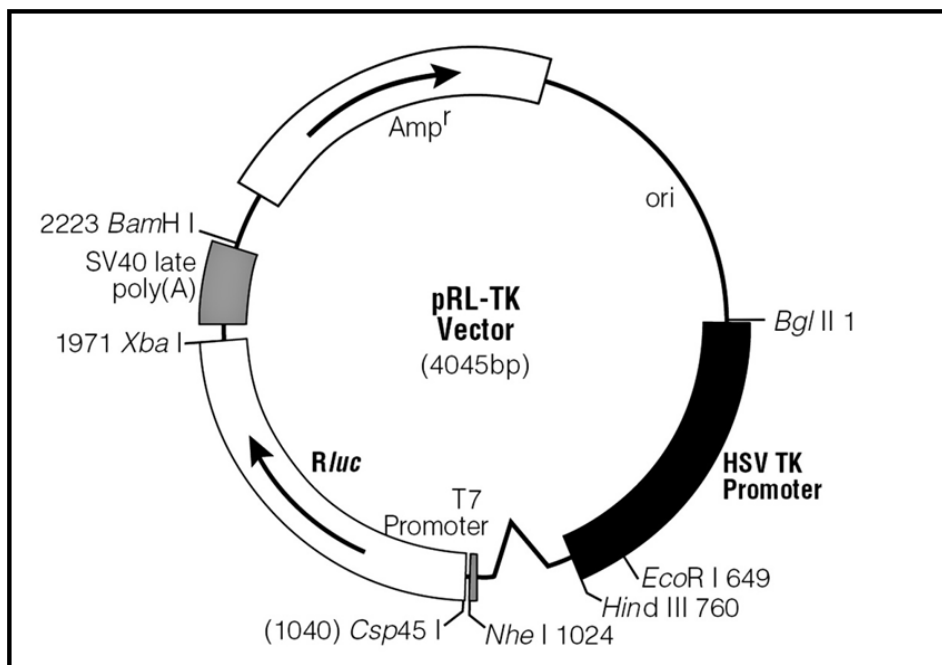 Ampʳ
ori
2223 BamH I
SV40 late
poly(A)
pRL-TK
Vector
(4045bp)
Bgl II 1
1971 Xba I
Rluc
HSV TK
Promoter
T7
Promoter
EcoR I 649
Hind III 760
(1040) Csp45 I
Nhe I 1024